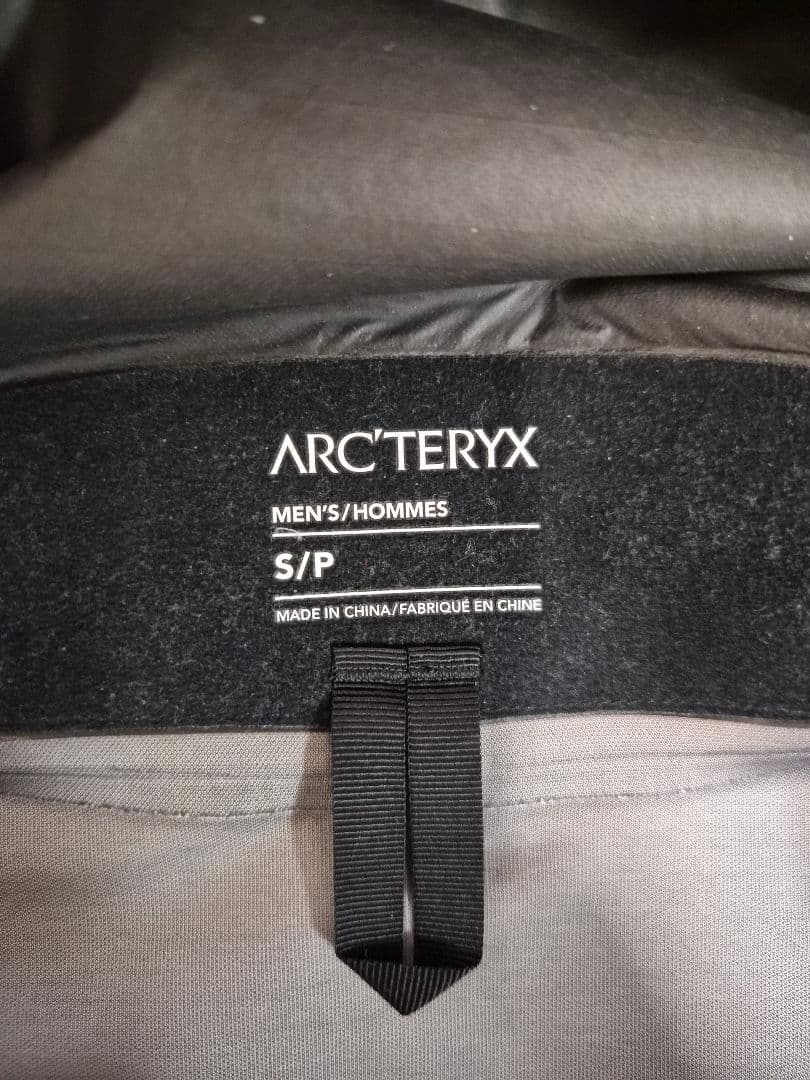 ARC'TERYX
MEN'S/HOMMES
S/P
MADE IN CHINA/FABRIQUÉ EN CHINE